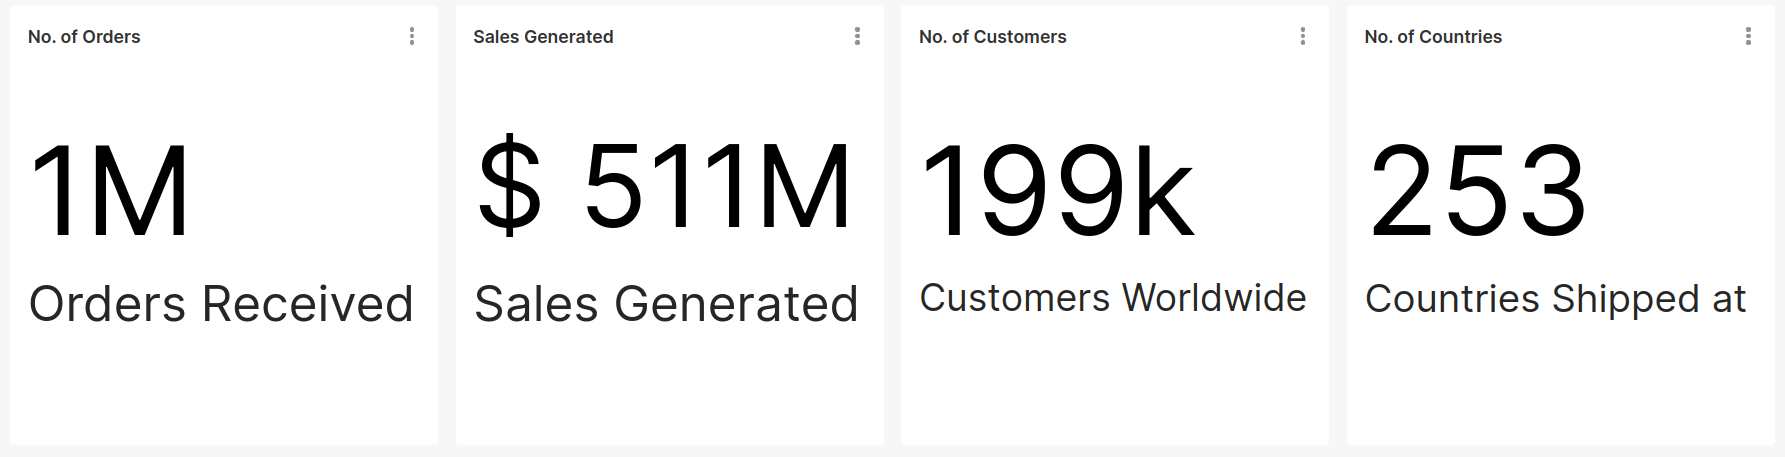 No. of Orders
1M
Orders Received
Sales Generated
$ 511M
Sales Generated
No. of Customers
199k
Customers Worldwide
No. of Countries
253
Countries Shipped at